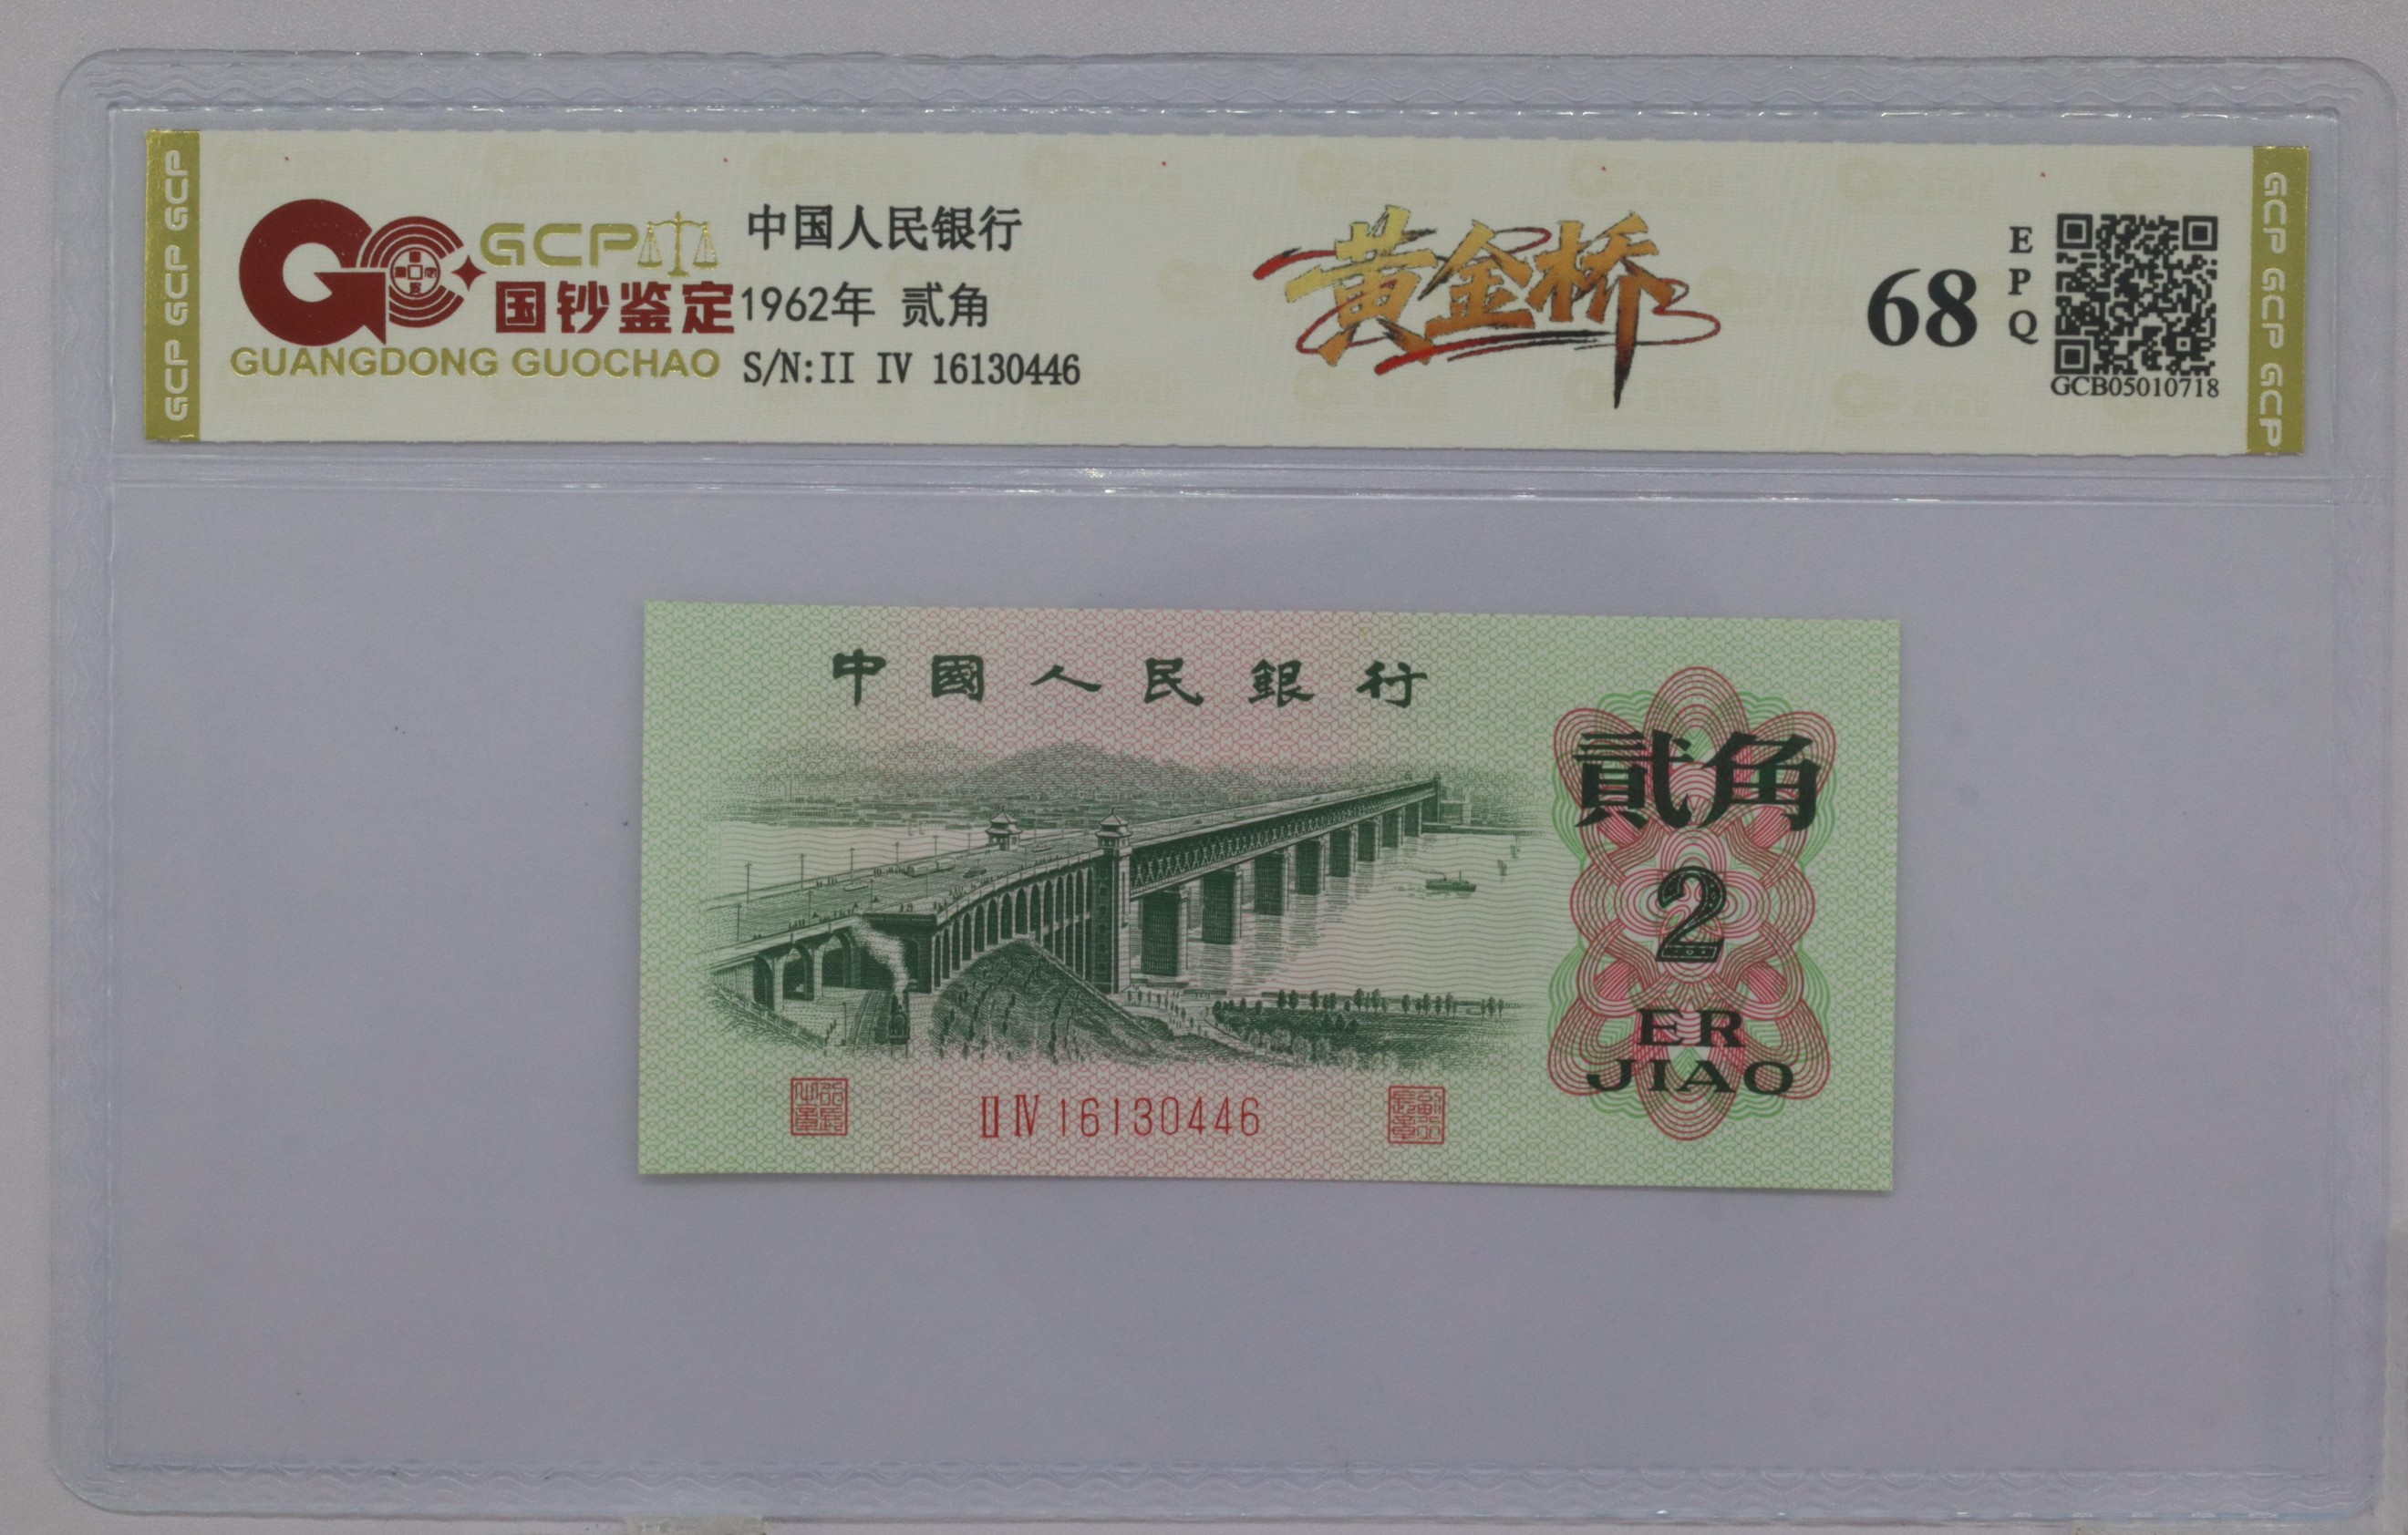 GCP GCP GCP
GCP
国钞鉴定
GUANGDONG GUOCHAO
中国人民银行
1962年 贰角
S/N:II IV 16130446
黄金桥
68
EPQ
GCB05010718
GCP GCP GCP
中國人民銀行
貳角
2
ER
JIAO
II IV 16130446